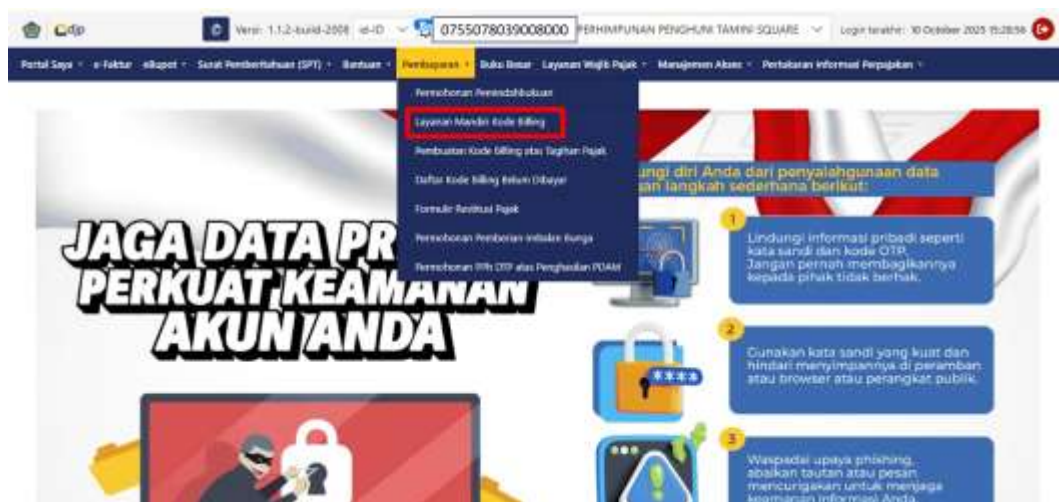 djp Versi: 1.1.2-build-2008 id-ID 0755078039008000 PERHIMPUNAN PENGHUNI TAMINI SQUARE Login terakhir: 10 October 2025 15:28:56
Portal Saya e-Faktur eBupot Surat Pemberitahuan (SPT) Bantuan Pembayaran Buku Besar Layanan Wajib Pajak Manajemen Akses Pertukaran Informasi Perpajakan
Permohonan Pemindahbukuan
Layanan Mandiri Kode Billing
Pembuatan Kode Billing atas Tagihan Pajak
Daftar Kode Billing Belum Dibayar
Formulir Restitusi Pajak
Permohonan Pemberian Imbalan Bunga
Permohonan PPh DTP atas Penghasilan PDAM
JAGA DATA PR
PERKUAT KEAMANAN
AKUN ANDA
ungi diri Anda dari penyalahgunaan data
an langkah sederhana berikut:
1
Lindungi informasi pribadi seperti
kata sandi dan kode OTP.
Jangan pernah membagikannya
kepada pihak tidak berhak.
2
Gunakan kata sandi yang kuat dan
hindari menyimpannya di peramban
atau browser atau perangkat publik.
****
3
Waspadai upaya phishing,
abaikan tautan atau pesan
mencurigakan untuk menjaga
keamanan informasi Anda.